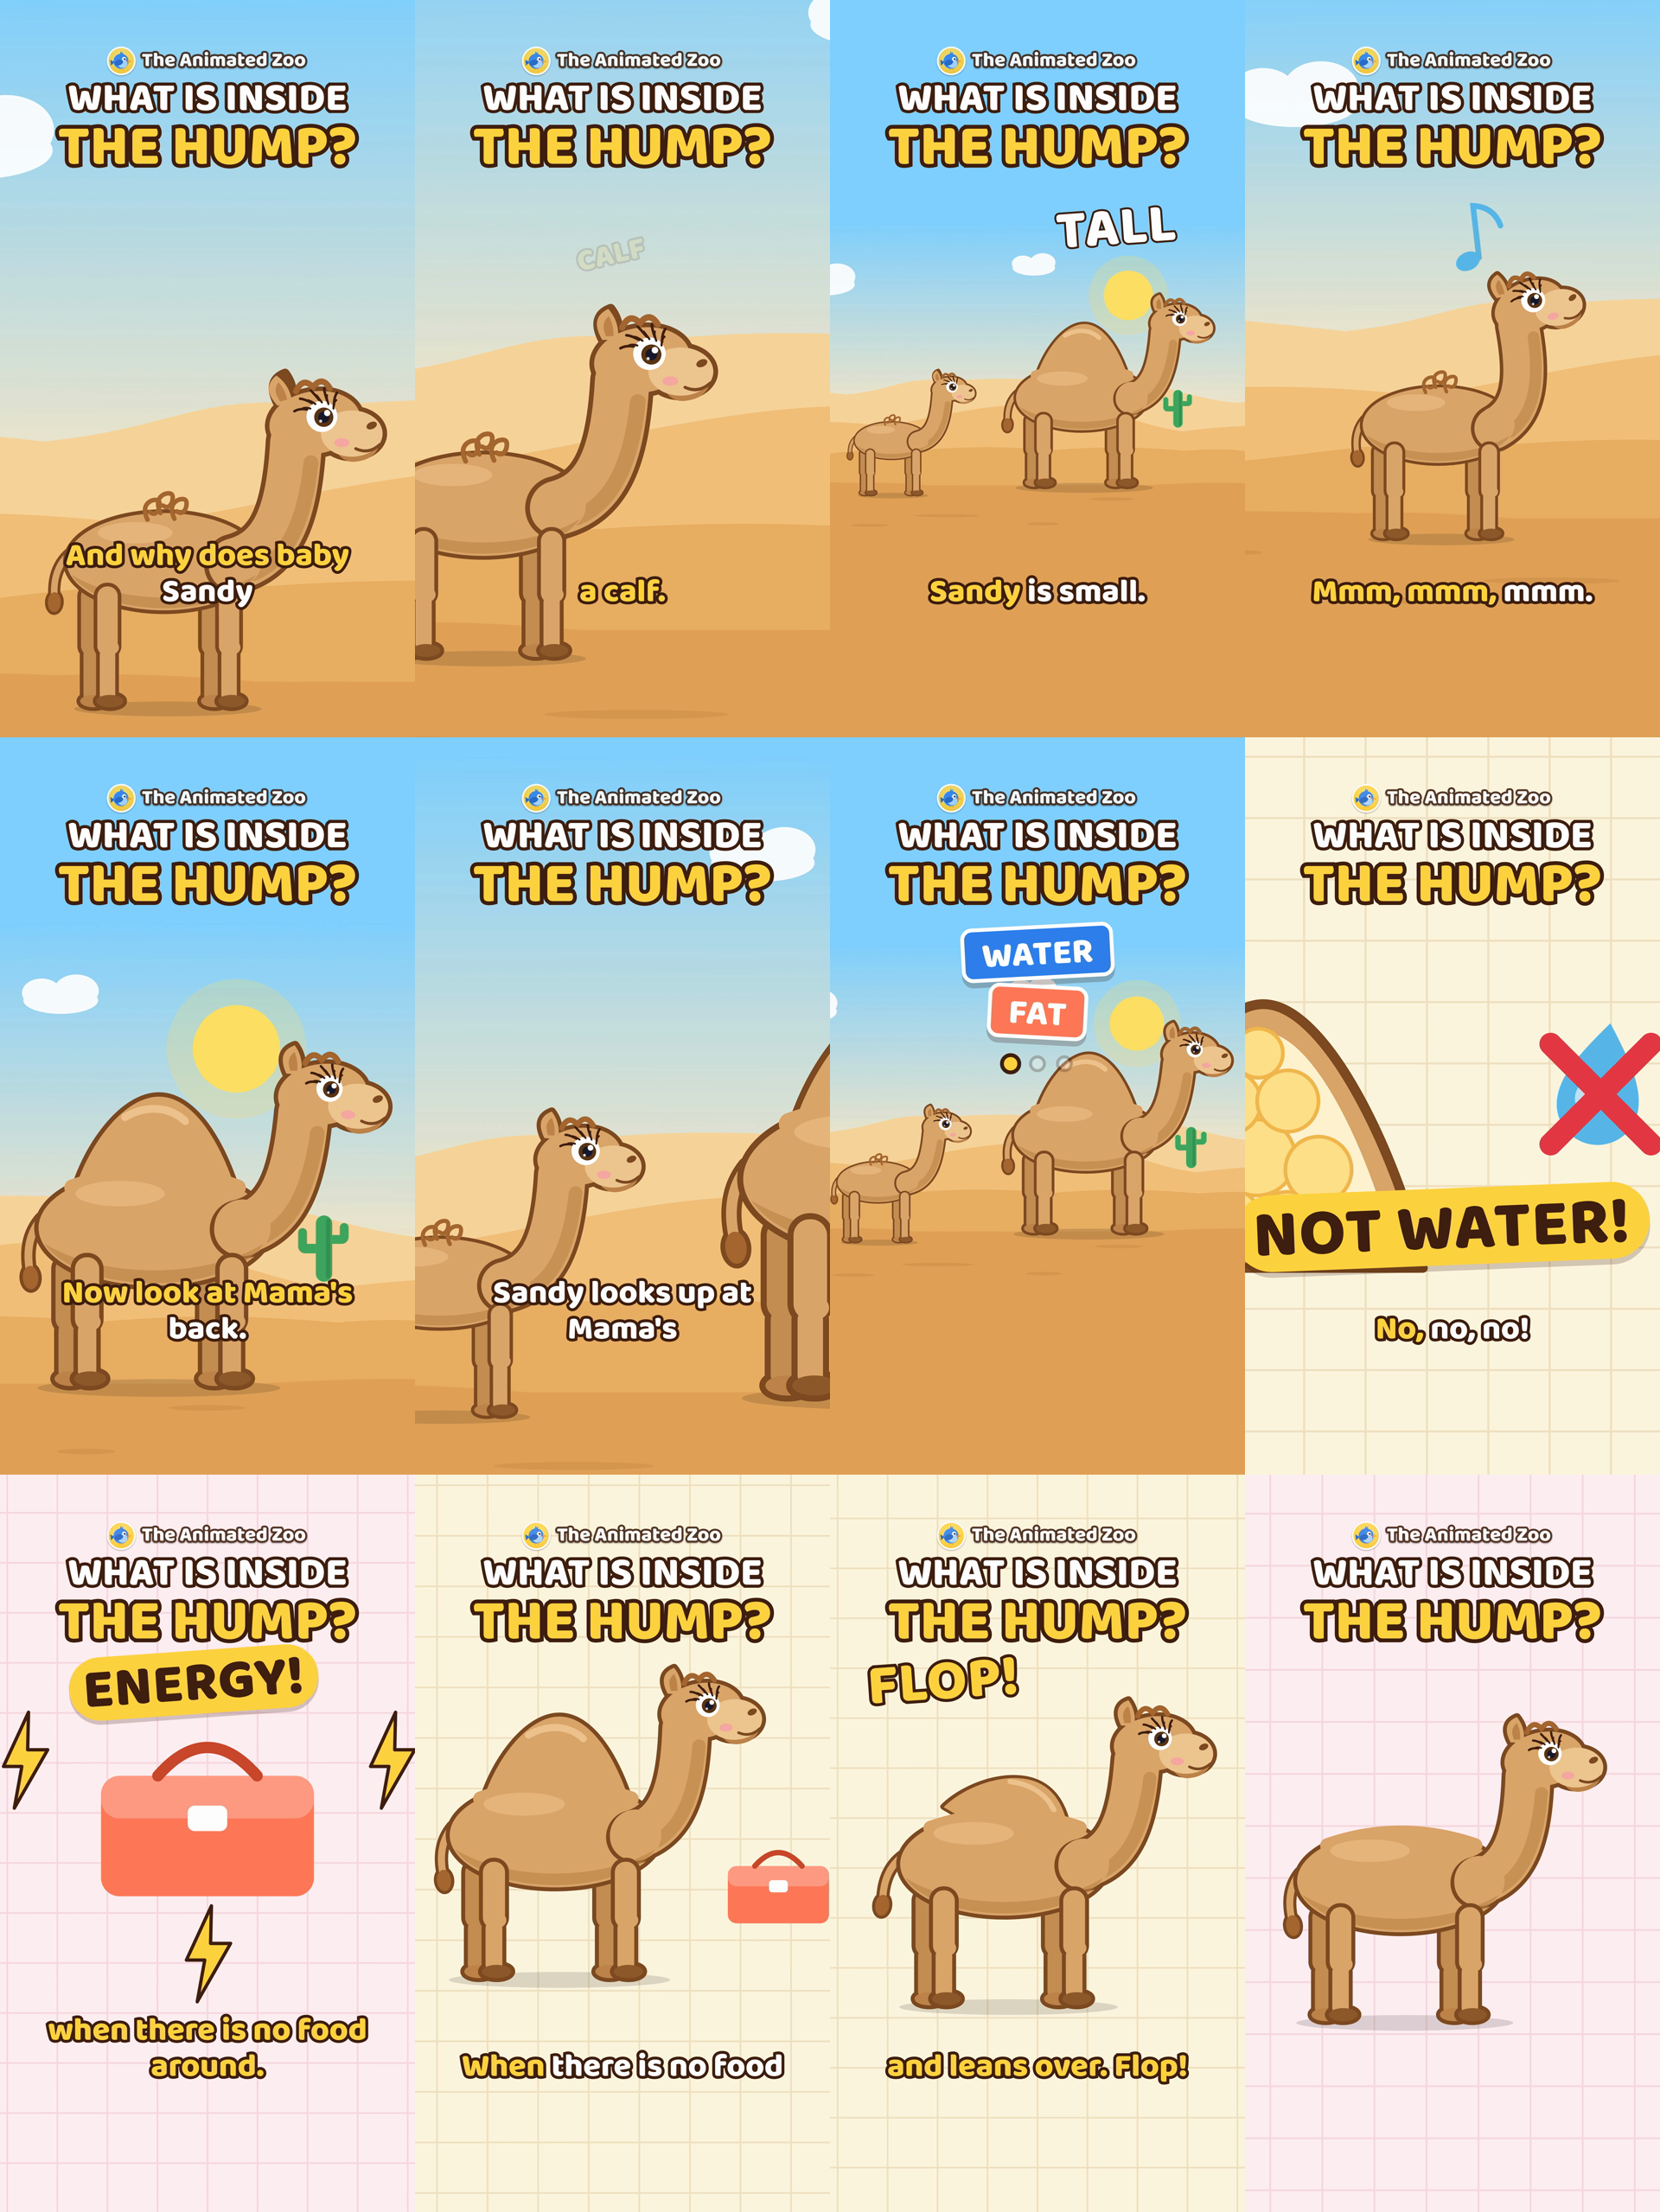 The Animated Zoo
WHAT IS INSIDE
THE HUMP?
And why does baby
Sandy
The Animated Zoo
WHAT IS INSIDE
THE HUMP?
CALF
a calf.
The Animated Zoo
WHAT IS INSIDE
THE HUMP?
TALL
Sandy is small.
The Animated Zoo
WHAT IS INSIDE
THE HUMP?
Mmm, mmm, mmm.
The Animated Zoo
WHAT IS INSIDE
THE HUMP?
Now look at Mama's
back.
The Animated Zoo
WHAT IS INSIDE
THE HUMP?
Sandy looks up at
Mama's
The Animated Zoo
WHAT IS INSIDE
THE HUMP?
WATER
FAT
The Animated Zoo
WHAT IS INSIDE
THE HUMP?
NOT WATER!
No, no, no!
The Animated Zoo
WHAT IS INSIDE
THE HUMP?
ENERGY!
when there is no food
around.
The Animated Zoo
WHAT IS INSIDE
THE HUMP?
When there is no food
The Animated Zoo
WHAT IS INSIDE
THE HUMP?
FLOP!
and leans over. Flop!
The Animated Zoo
WHAT IS INSIDE
THE HUMP?